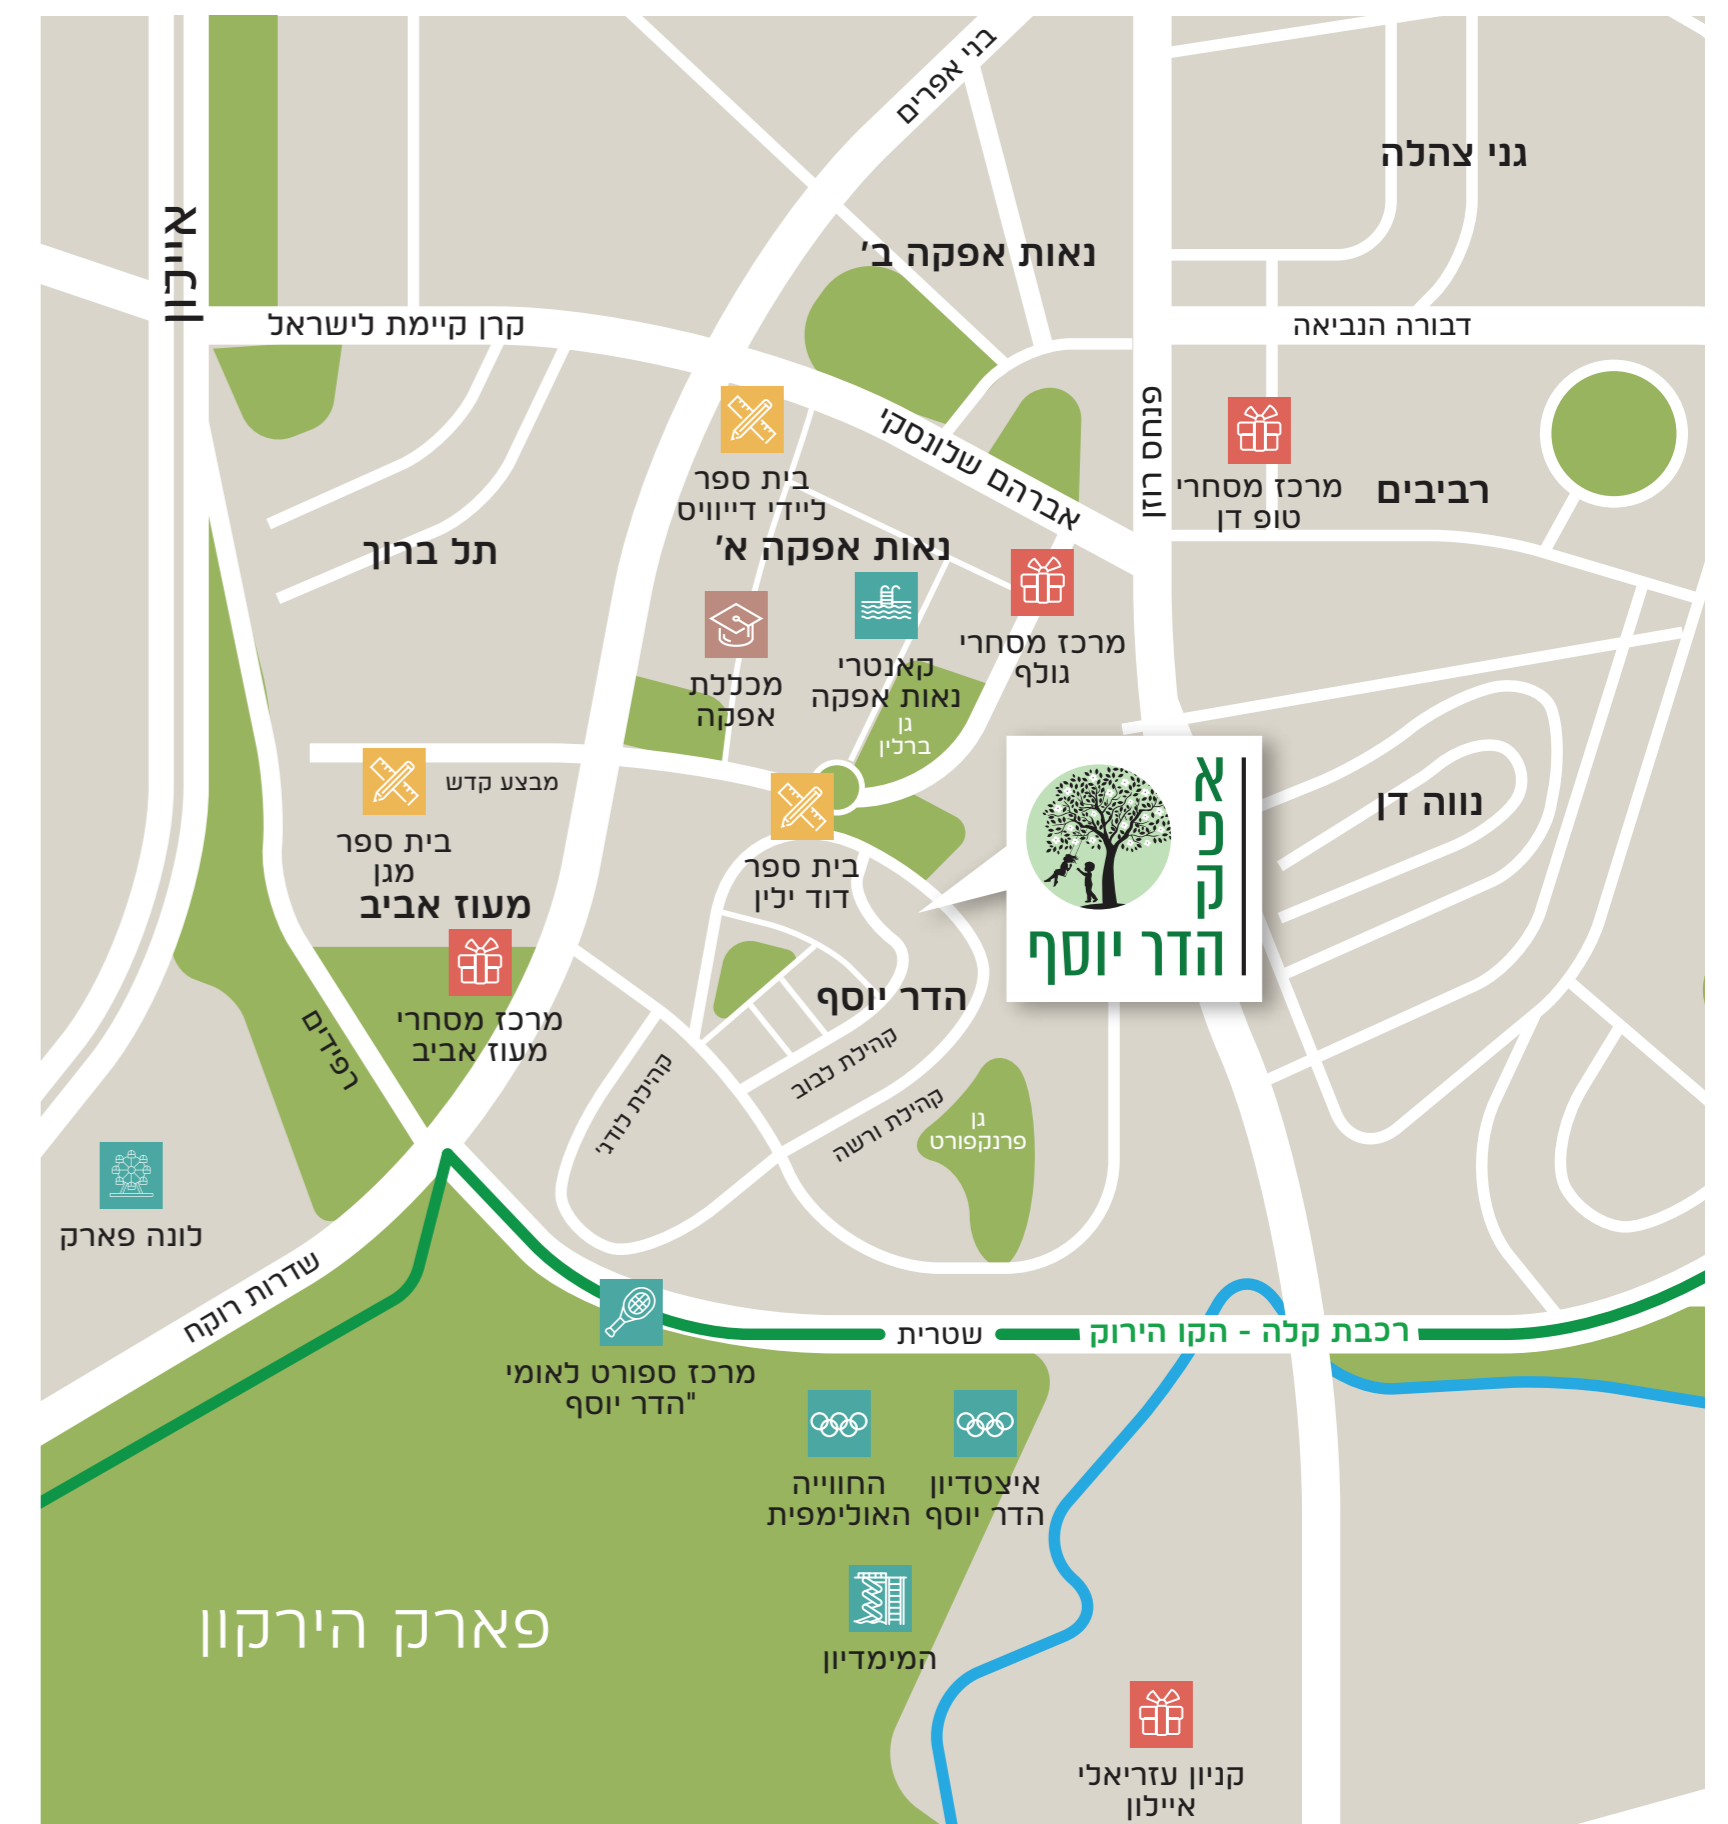 בני אפרים
גני צהלה
איילון
נאות אפקה ב'
קרן קיימת לישראל
דבורה הנביאה
פנחס רוזן
אברהם שלונסקי
בית ספר
ליידי דייוויס
מרכז מסחרי
טופ דן
רביבים
תל ברוך
נאות אפקה א'
מרכז מסחרי
גולף
קאנטרי
נאות אפקה
מכללת
אפקה
גן
ברלין
מבצע קדש
בית ספר
מגן
מעוז אביב
בית ספר
דוד ילין
אפק
הדר יוסף
נווה דן
מרכז מסחרי
מעוז אביב
רפידים
הדר יוסף
קהילת לבוב
קהילת לודג'
קהילת ורשה
גן
פרנקפורט
לונה פארק
שדרות רוקח
שטרית
רכבת קלה - הקו הירוק
מרכז ספורט לאומי
"הדר יוסף
החווייה
האולימפית
איצטדיון
הדר יוסף
פארק הירקון
המימדיון
קניון עזריאלי
איילון